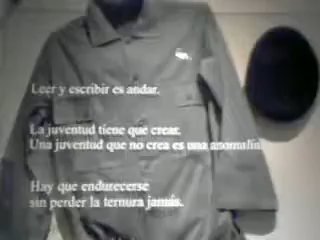 Leer y escribir es andar.
La juventud tiene que crear.
Una juventud que no crea es una anomalía
Hay que endurecerse
sin perder la ternura jamás.